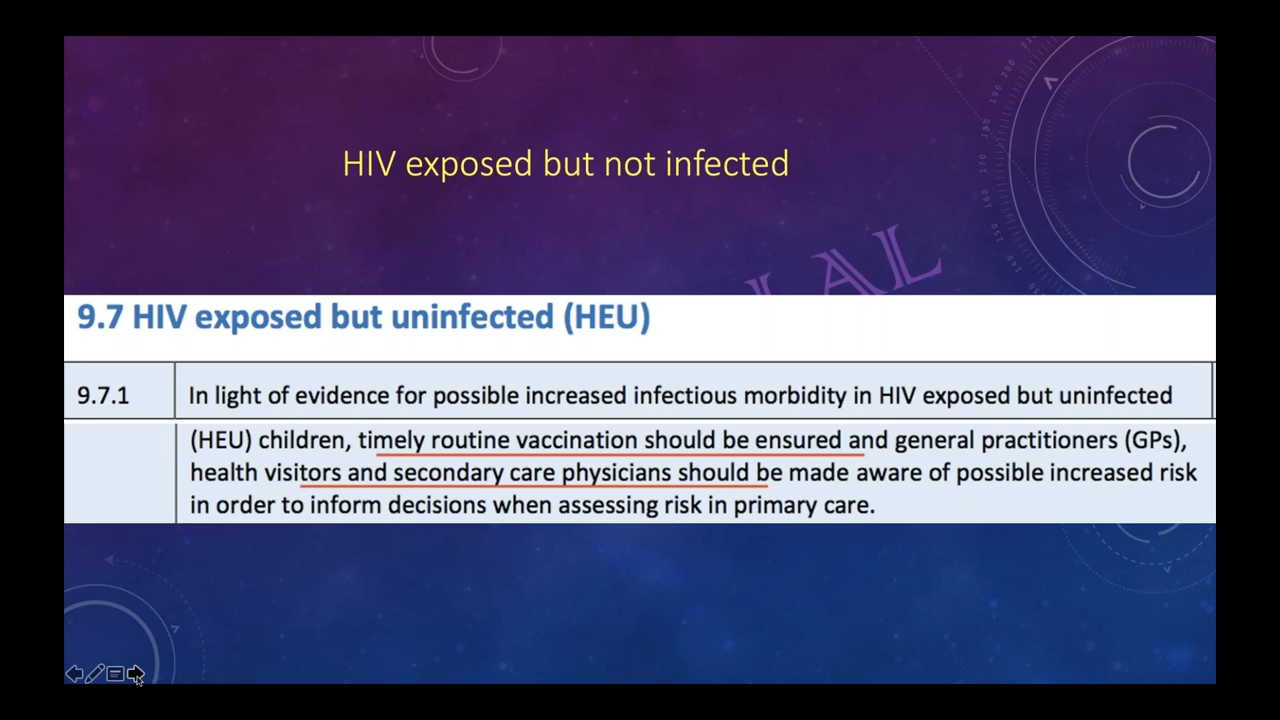 HIV exposed but not infected
9.7 HIV exposed but uninfected (HEU)
9.7.1 In light of evidence for possible increased infectious morbidity in HIV exposed but uninfected
(HEU) children, timely routine vaccination should be ensured and general practitioners (GPs),
health visitors and secondary care physicians should be made aware of possible increased risk
in order to inform decisions when assessing risk in primary care.